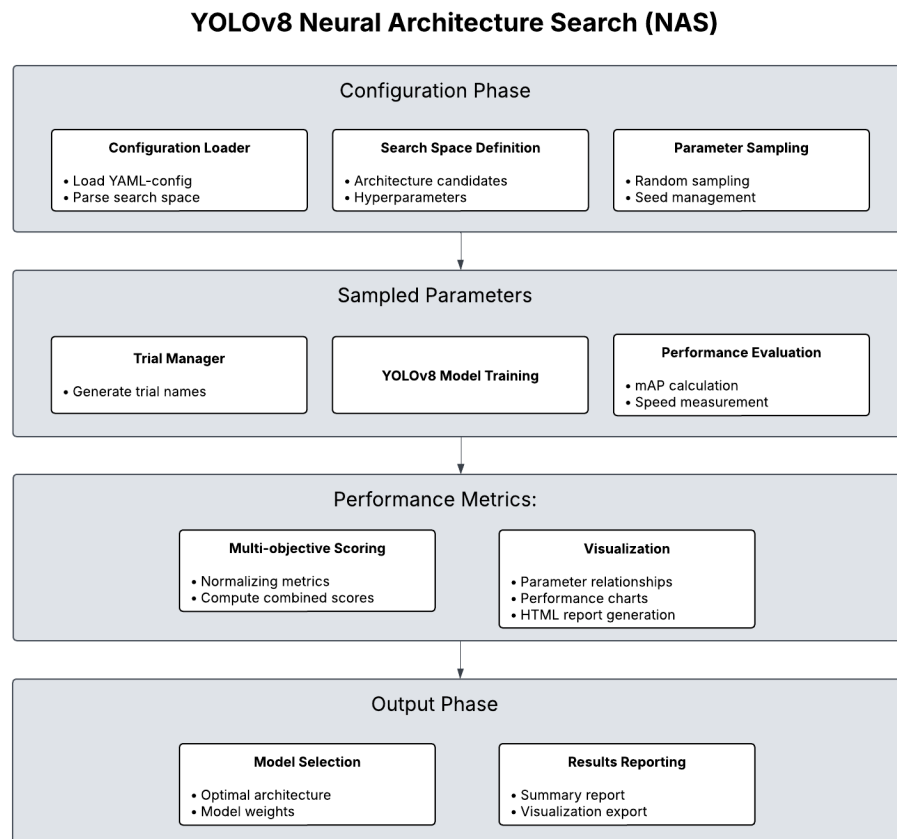 YOLOv8 Neural Architecture Search (NAS)
Configuration Phase
Configuration Loader
• Load YAML-config
• Parse search space
Search Space Definition
• Architecture candidates
• Hyperparameters
Parameter Sampling
• Random sampling
• Seed management
Sampled Parameters
Trial Manager
• Generate trial names
YOLOv8 Model Training
Performance Evaluation
• mAP calculation
• Speed measurement
Performance Metrics:
Multi-objective Scoring
• Normalizing metrics
• Compute combined scores
Visualization
• Parameter relationships
• Performance charts
• HTML report generation
Output Phase
Model Selection
• Optimal architecture
• Model weights
Results Reporting
• Summary report
• Visualization export